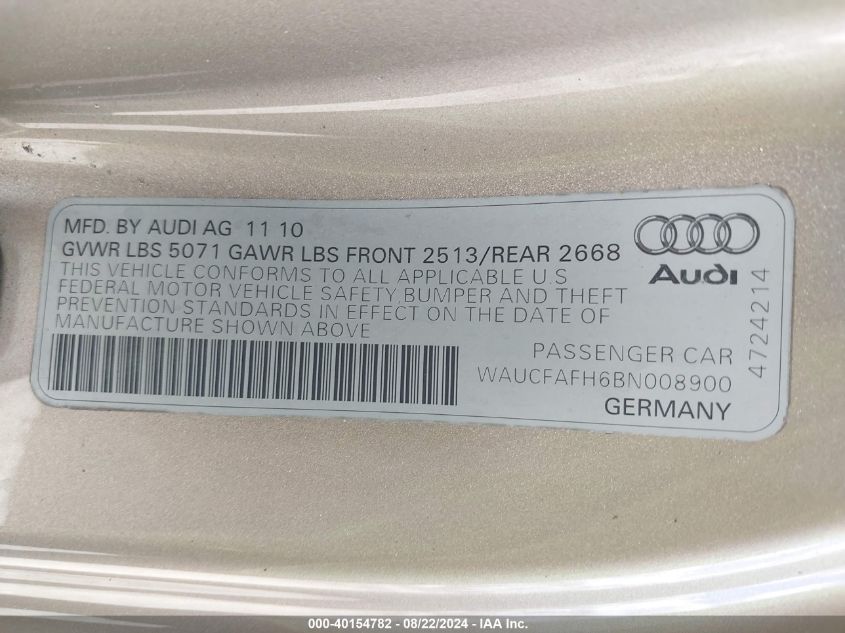 MFD. BY AUDI AG 11 10
GVWR LBS 5071 GAWR LBS FRONT 2513/REAR 2668
THIS VEHICLE CONFORMS TO ALL APPLICABLE U.S
FEDERAL MOTOR VEHICLE SAFETY,BUMPER AND THEFT
PREVENTION STANDARDS IN EFFECT ON THE DATE OF
MANUFACTURE SHOWN ABOVE
Audi
4724214
PASSENGER CAR
WAUCFAFH6BN008900
GERMANY
000-40154782 - 08/22/2024 - IAA Inc.